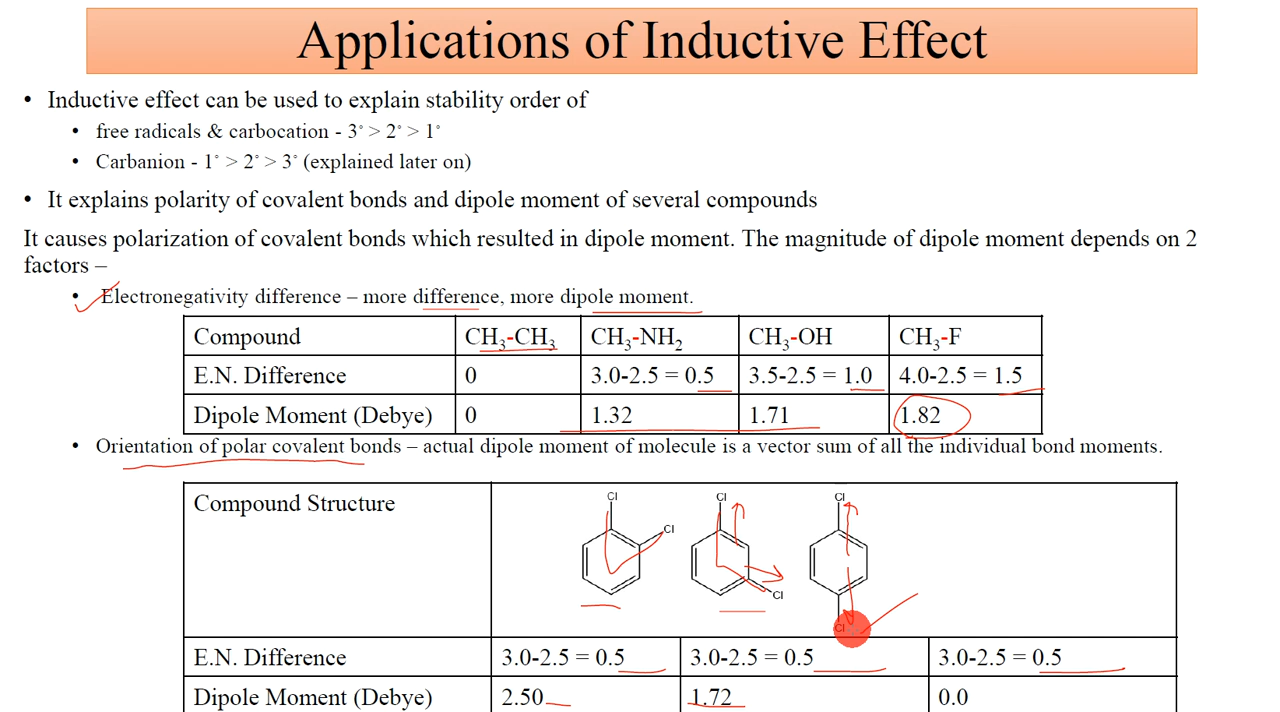 Applications of Inductive Effect
• Inductive effect can be used to explain stability order of
• free radicals & carbocation - 3° > 2° > 1°
• Carbanion - 1° > 2° > 3° (explained later on)
• It explains polarity of covalent bonds and dipole moment of several compounds
It causes polarization of covalent bonds which resulted in dipole moment. The magnitude of dipole moment depends on 2
factors –
• Electronegativity difference – more difference, more dipole moment.
Compound CH₃-CH₃ CH₃-NH₂ CH₃-OH CH₃-F
E.N. Difference 0 3.0-2.5 = 0.5 3.5-2.5 = 1.0 4.0-2.5 = 1.5
Dipole Moment (Debye) 0 1.32 1.71 1.82
• Orientation of polar covalent bonds – actual dipole moment of molecule is a vector sum of all the individual bond moments.
Compound Structure Cl Cl Cl
Cl
Cl
Cl
E.N. Difference 3.0-2.5 = 0.5 3.0-2.5 = 0.5 3.0-2.5 = 0.5
Dipole Moment (Debye) 2.50 1.72 0.0